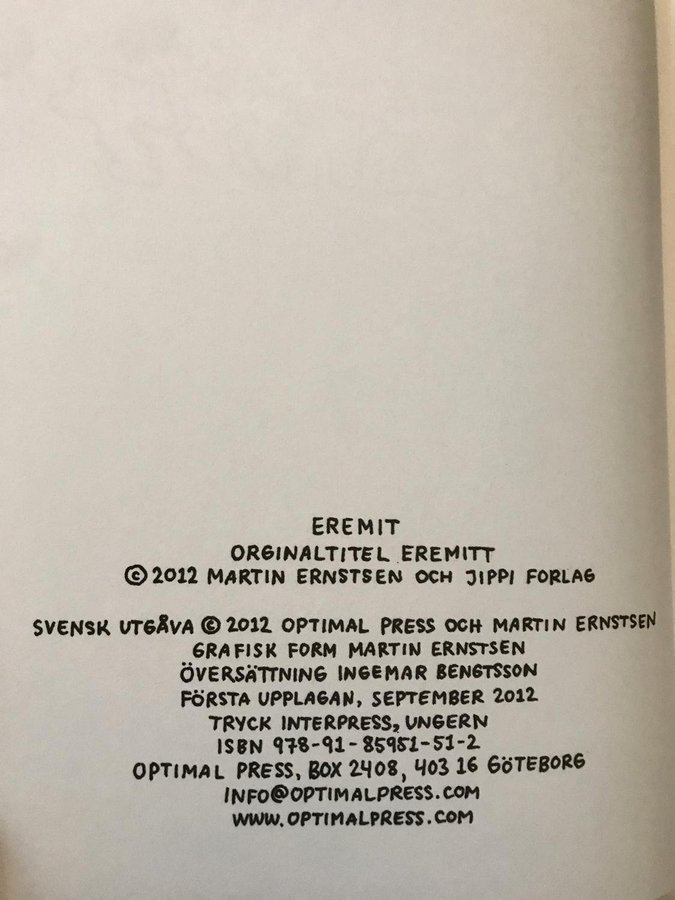 EREMIT
ORGINALTITEL EREMITT
© 2012 MARTIN ERNSTSEN OCH JIPPI FORLAG
SVENSK UTGÅVA © 2012 OPTIMAL PRESS OCH MARTIN ERNSTSEN
GRAFISK FORM MARTIN ERNSTSEN
ÖVERSÄTTNING INGEMAR BENGTSSON
FÖRSTA UPPLAGAN, SEPTEMBER 2012
TRYCK INTERPRESS, UNGERN
ISBN 978-91-85951-51-2
OPTIMAL PRESS, BOX 2408, 403 16 GÖTEBORG
INFO@OPTIMALPRESS.COM
WWW.OPTIMALPRESS.COM